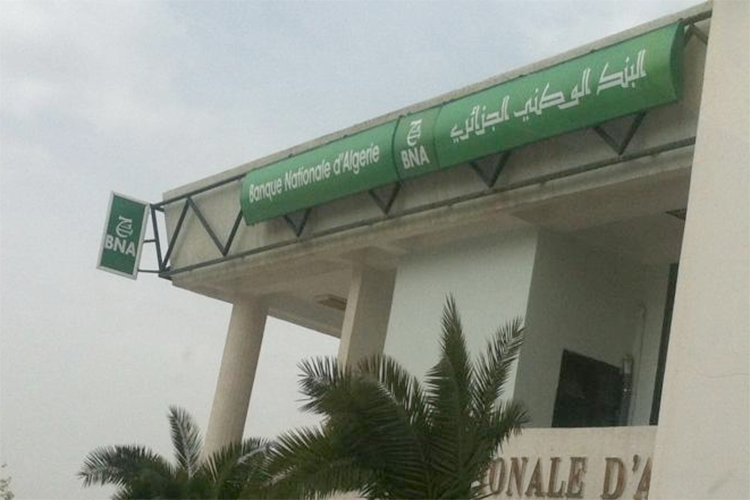 Banque Nationale d'Algerie
BNA
البنك الوطني الجزائري
BNA
ONALE D'A